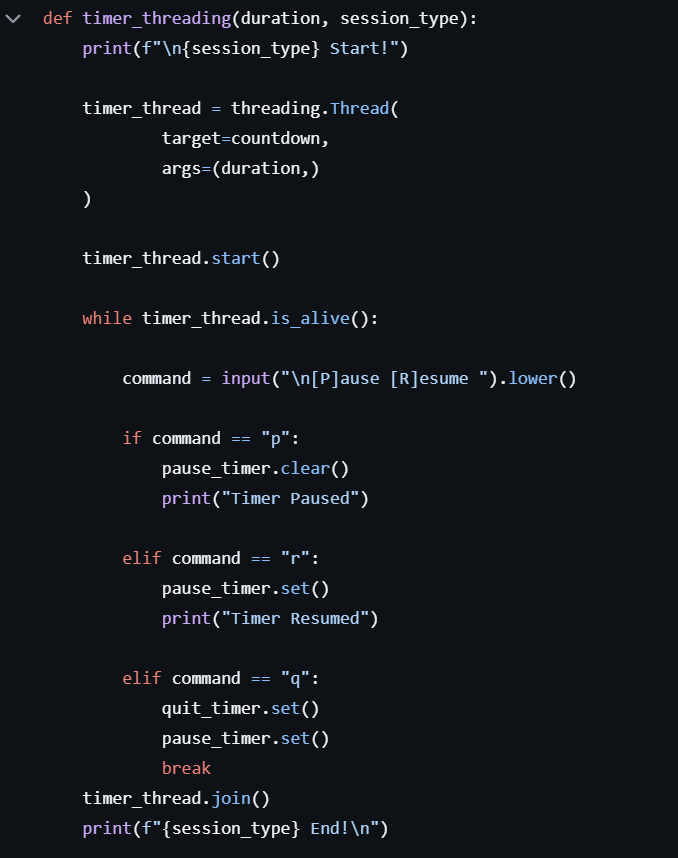 def timer_threading(duration, session_type):
    print(f"\n{session_type} Start!")
    timer_thread = threading.Thread(
            target=countdown,
            args=(duration,)
    )
    timer_thread.start()
    while timer_thread.is_alive():
        command = input("\n[P]ause [R]esume ").lower()
        if command == "p":
            pause_timer.clear()
            print("Timer Paused")
        elif command == "r":
            pause_timer.set()
            print("Timer Resumed")
        elif command == "q":
            quit_timer.set()
            pause_timer.set()
            break
    timer_thread.join()
    print(f"{session_type} End!\n")